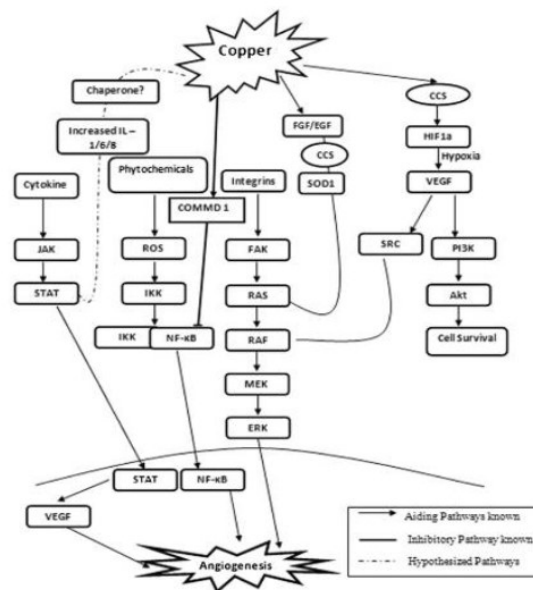 Copper
Chaperone?
Increased IL –
1/6/8
Cytokine
JAK
STAT
Phytochemicals
ROS
IKK
IKK
NF-κB
COMMD 1
Integrins
FAK
RAS
RAF
MEK
ERK
FGF/EGF
CCS
SOD1
CCS
HIF1a
Hypoxia
VEGF
SRC
PI3K
Akt
Cell Survival
STAT
NF-κB
VEGF
Angiogenesis
Aiding Pathways known
Inhibitory Pathway known
Hypothesized Pathways